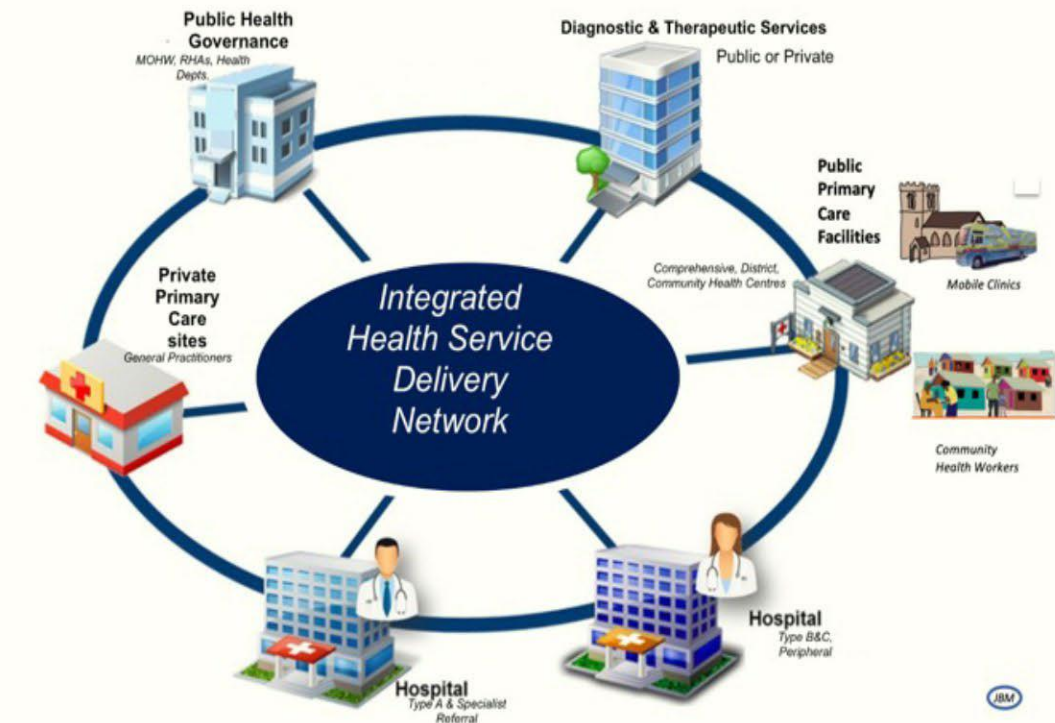 Public Health
Governance
MOHW, RHAs, Health
Depts.
Diagnostic & Therapeutic Services
Public or Private
Public
Primary
Care
Facilities
Comprehensive, District,
Community Health Centres
Mobile Clinics
Private
Primary
Care
sites
General Practitioners
Integrated
Health Service
Delivery
Network
Community
Health Workers
Hospital
Type B&C,
Peripheral
Hospital
Type A & Specialist
Referral
JBM